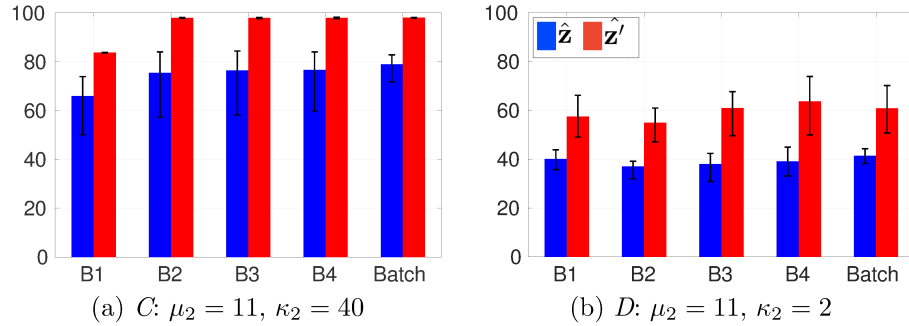 100
80
60
40
20
0
B1 B2 B3 B4 Batch
(a) C: μ₂ = 11, κ₂ = 40
100
80
60
40
20
0
ẑ ẑ′
B1 B2 B3 B4 Batch
(b) D: μ₂ = 11, κ₂ = 2